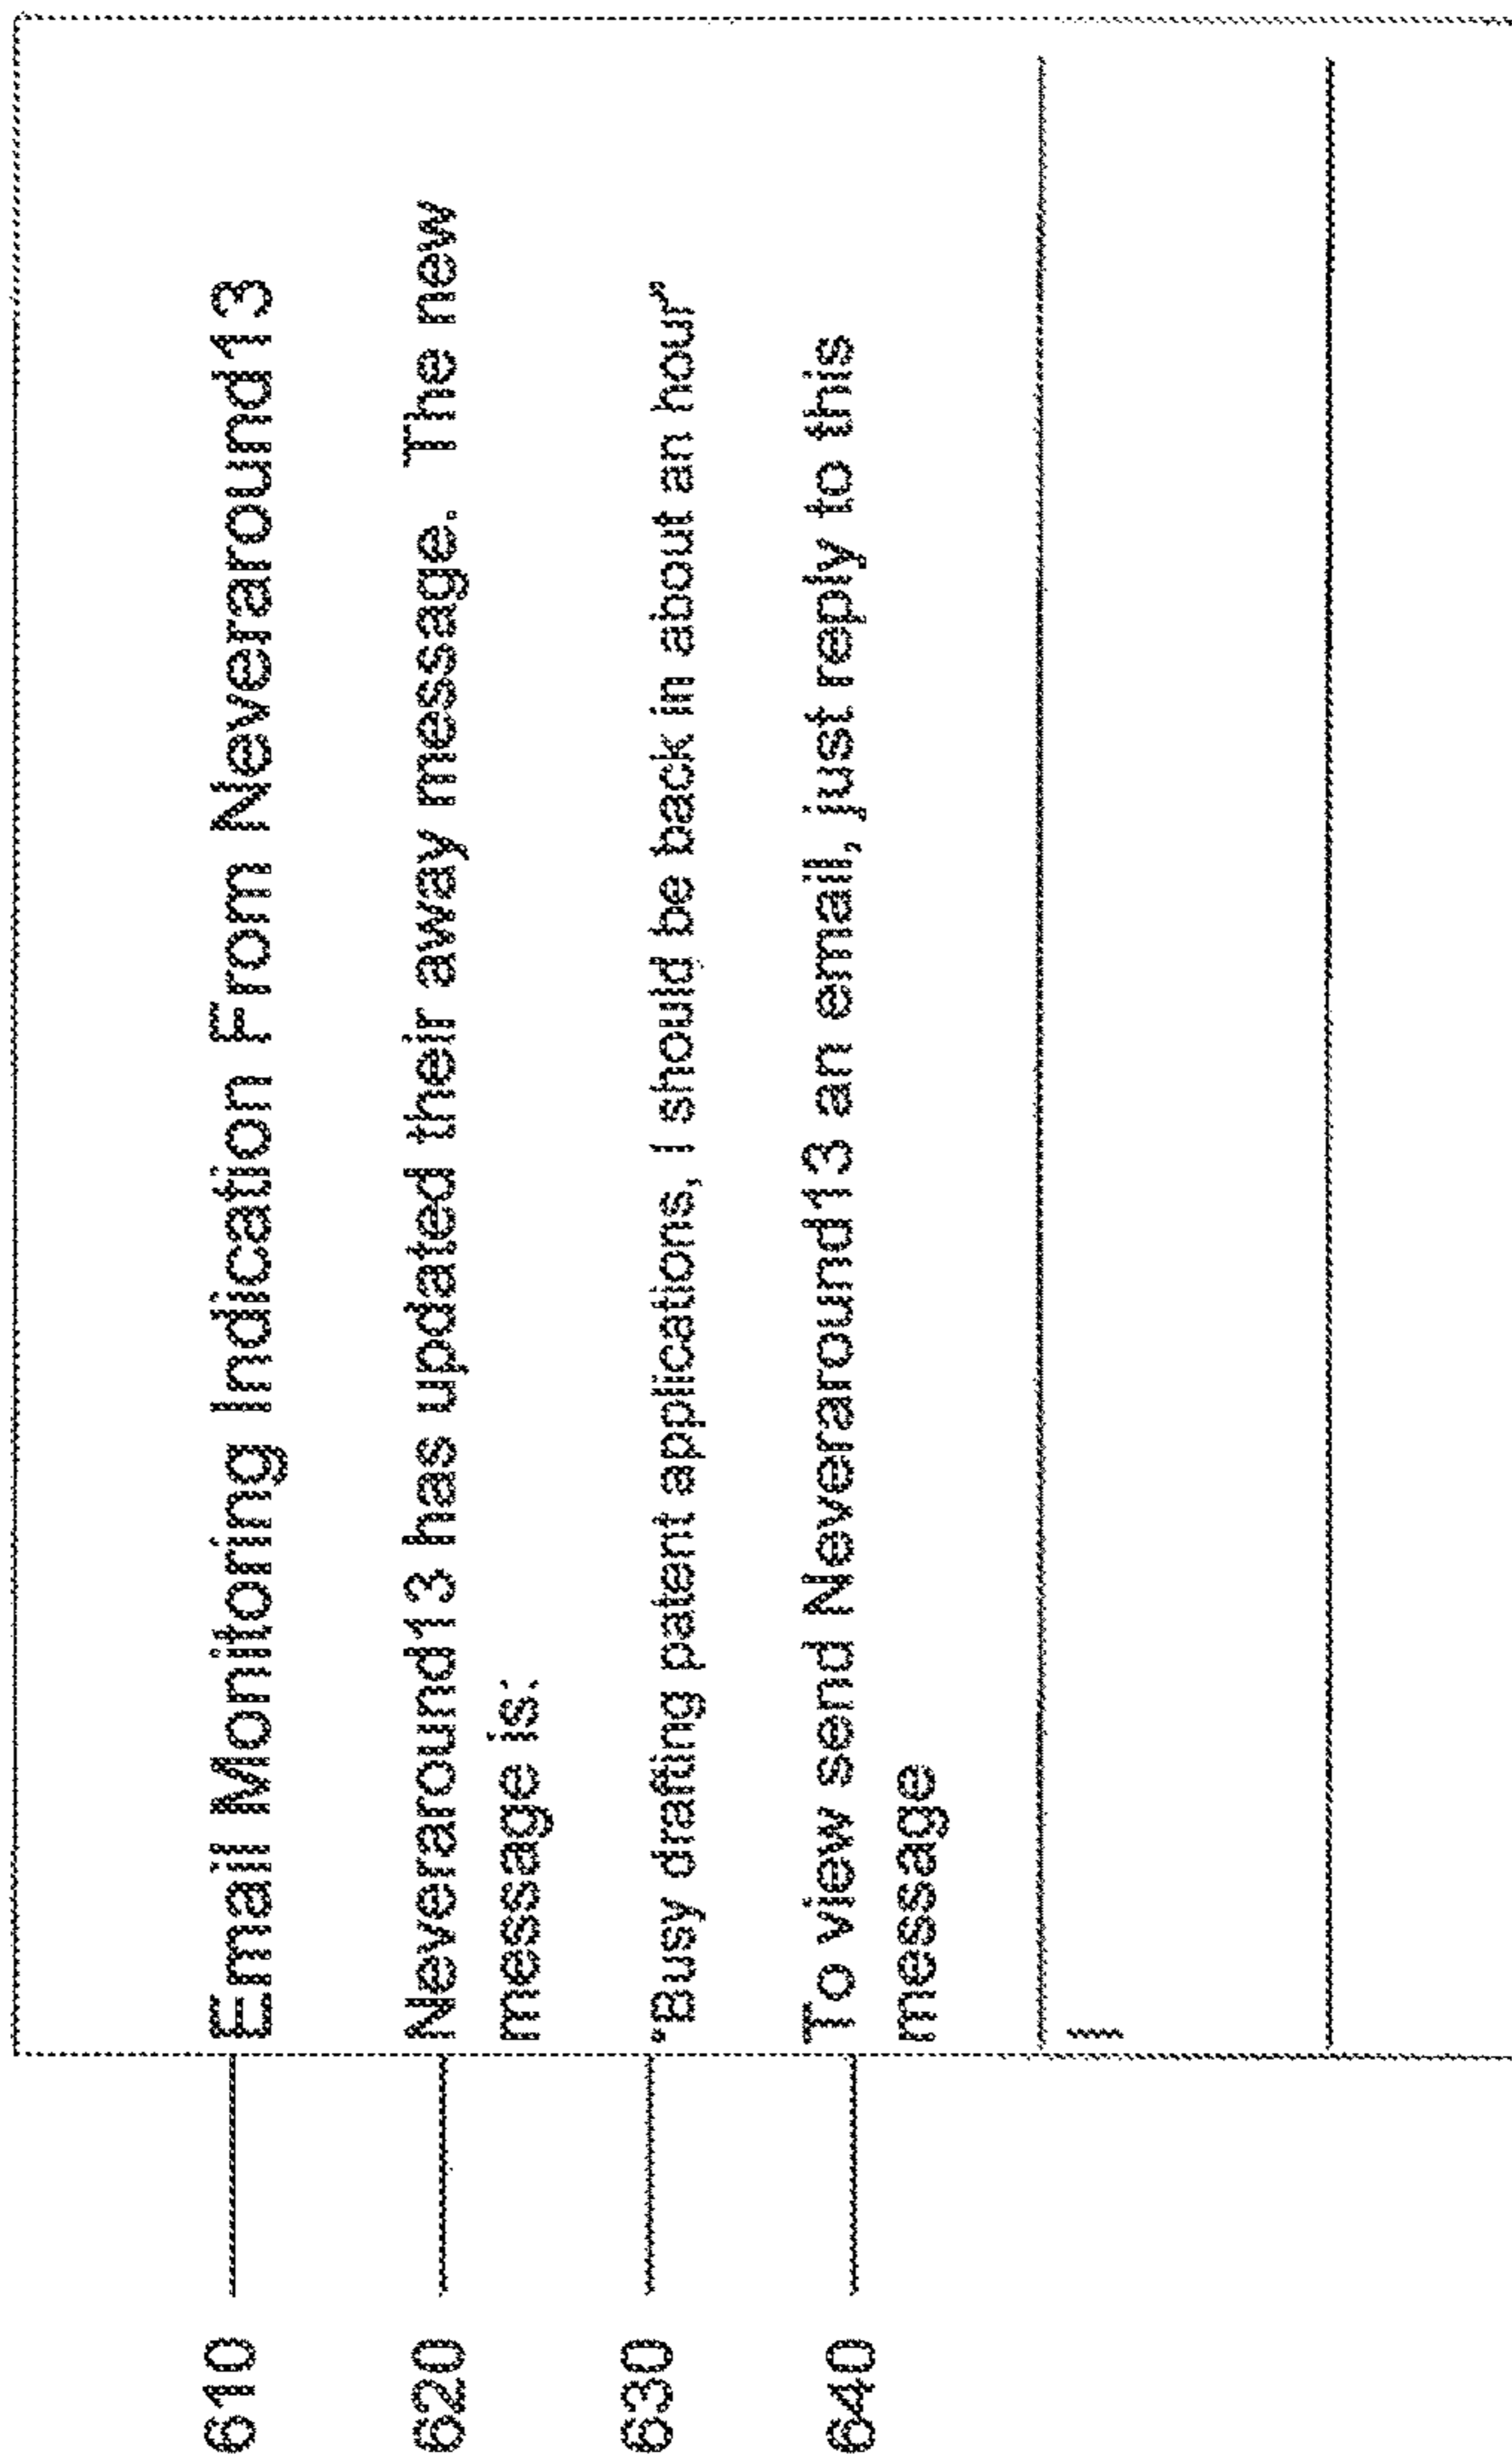 610 Email Monitoring Indication From Neveraround13
620 Neveraround13 has updated their away message. The new
message is:
630 "Busy drafting patent applications, I should be back in about an hour"
640 To view send Neveraround13 an email, just reply to this
message